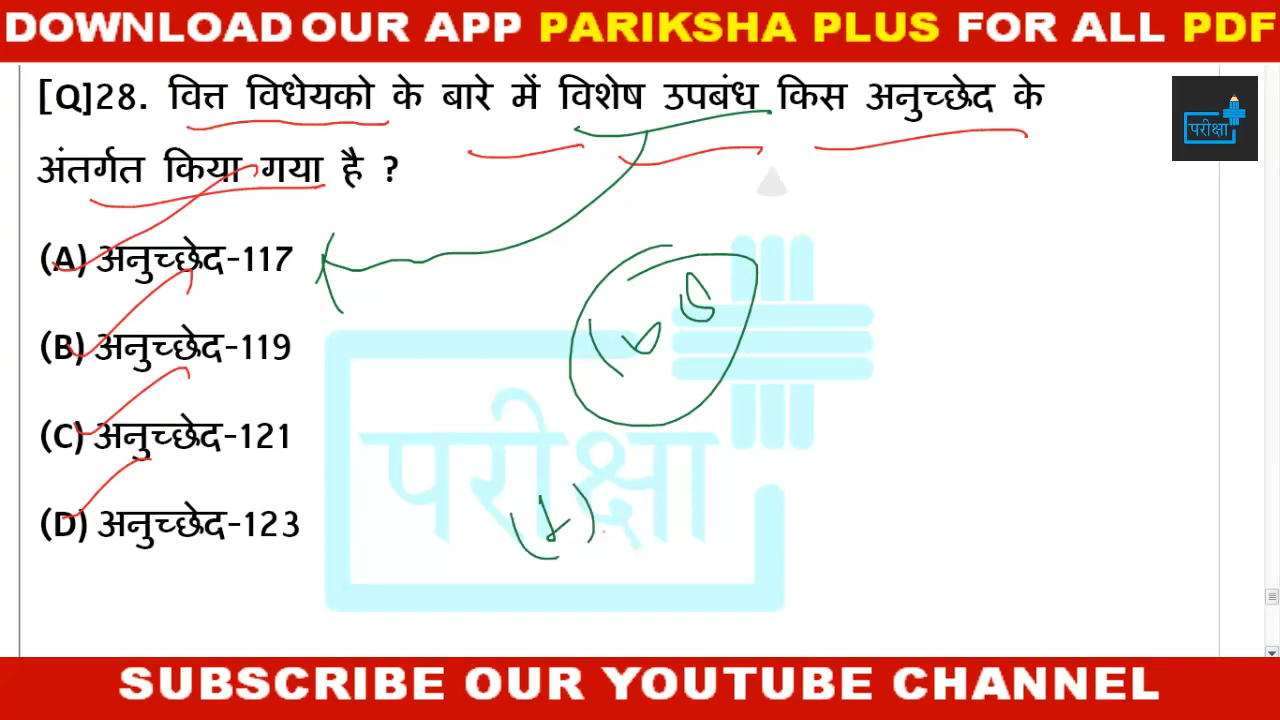 DOWNLOAD OUR APP PARIKSHA PLUS FOR ALL PDF
[Q]28. वित्त विधेयको के बारे में विशेष उपबंध किस अनुच्छेद के
परीक्षा
अंतर्गत किया गया है ?
(A) अनुच्छेद-117
(B) अनुच्छेद-119
(C) अनुच्छेद-121
परीक्षा
(D) अनुच्छेद-123
SUBSCRIBE OUR YOUTUBE CHANNEL